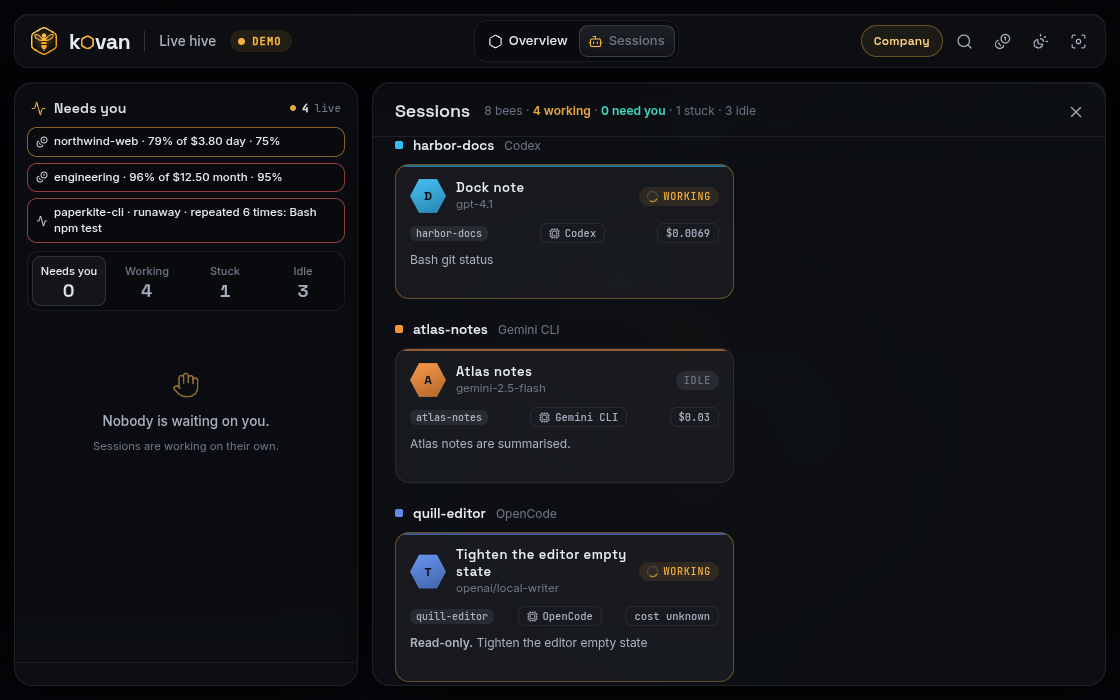 kovan
Live hive
DEMO
Overview
Sessions
Company
Needs you
4 live
northwind-web · 79% of $3.80 day · 75%
engineering · 96% of $12.50 month · 95%
paperkite-cli · runaway · repeated 6 times: Bash
npm test
Needs you
0
Working
4
Stuck
1
Idle
3
Nobody is waiting on you.
Sessions are working on their own.
Sessions
8 bees · 4 working · 0 need you · 1 stuck · 3 idle
harbor-docs Codex
D
Dock note
gpt-4.1
WORKING
harbor-docs
Codex
$0.0069
Bash git status
atlas-notes Gemini CLI
A
Atlas notes
gemini-2.5-flash
IDLE
atlas-notes
Gemini CLI
$0.03
Atlas notes are summarised.
quill-editor OpenCode
T
Tighten the editor empty
state
openai/local-writer
WORKING
quill-editor
OpenCode
cost unknown
Read-only. Tighten the editor empty state